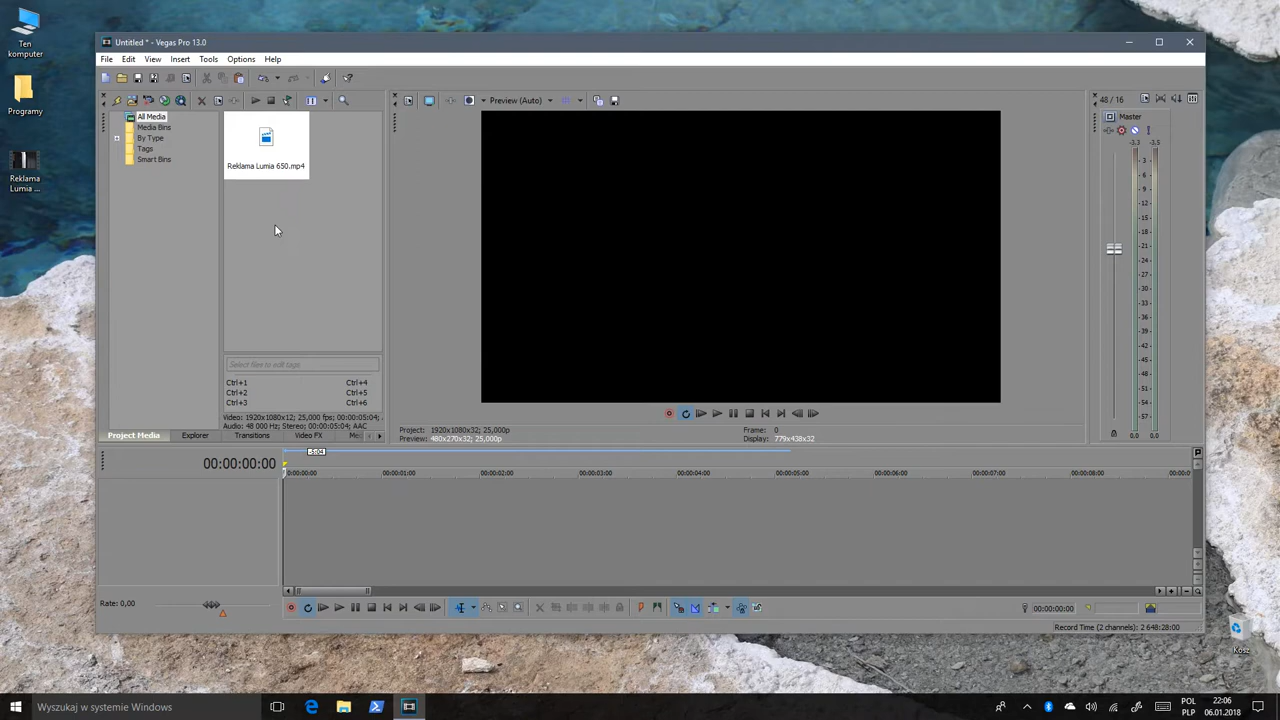 Ten
komputer
Programy
Reklama
Lumia ...
Untitled * - Vegas Pro 13.0
File Edit View Insert Tools Options Help
All Media
Media Bins
By Type
Tags
Smart Bins
Reklama Lumia 650.mp4
Select files to edit tags
Ctrl+1 Ctrl+4
Ctrl+2 Ctrl+5
Ctrl+3 Ctrl+6
Video: 1920x1080x12; 25,000 fps; 00:00:05:04;
Audio: 48 000 Hz; Stereo; 00:00:05:04; AAC
Project Media Explorer Transitions Video FX Me
Preview (Auto)
Project: 1920x1080x32; 25,000p
Preview: 480x270x32; 25,000p
Frame: 0
Display: 779x438x32
48 / 16
Master
-3.3 -3.5
3
6
9
12
15
18
21
24
27
30
33
36
39
42
45
48
51
54
57
0.0 0.0
00:00:00:00
-5:04
0:00:00:00 00:00:01:00 00:00:02:00 00:00:03:00 00:00:04:00 00:00:05:00 00:00:06:00 00:00:07:00 00:00:08:00 00:00:0
Rate: 0,00
00:00:00:00
Record Time (2 channels): 2 648:28:00
Kosz
Wyszukaj w systemie Windows
POL
PLP
22:06
06.01.2018